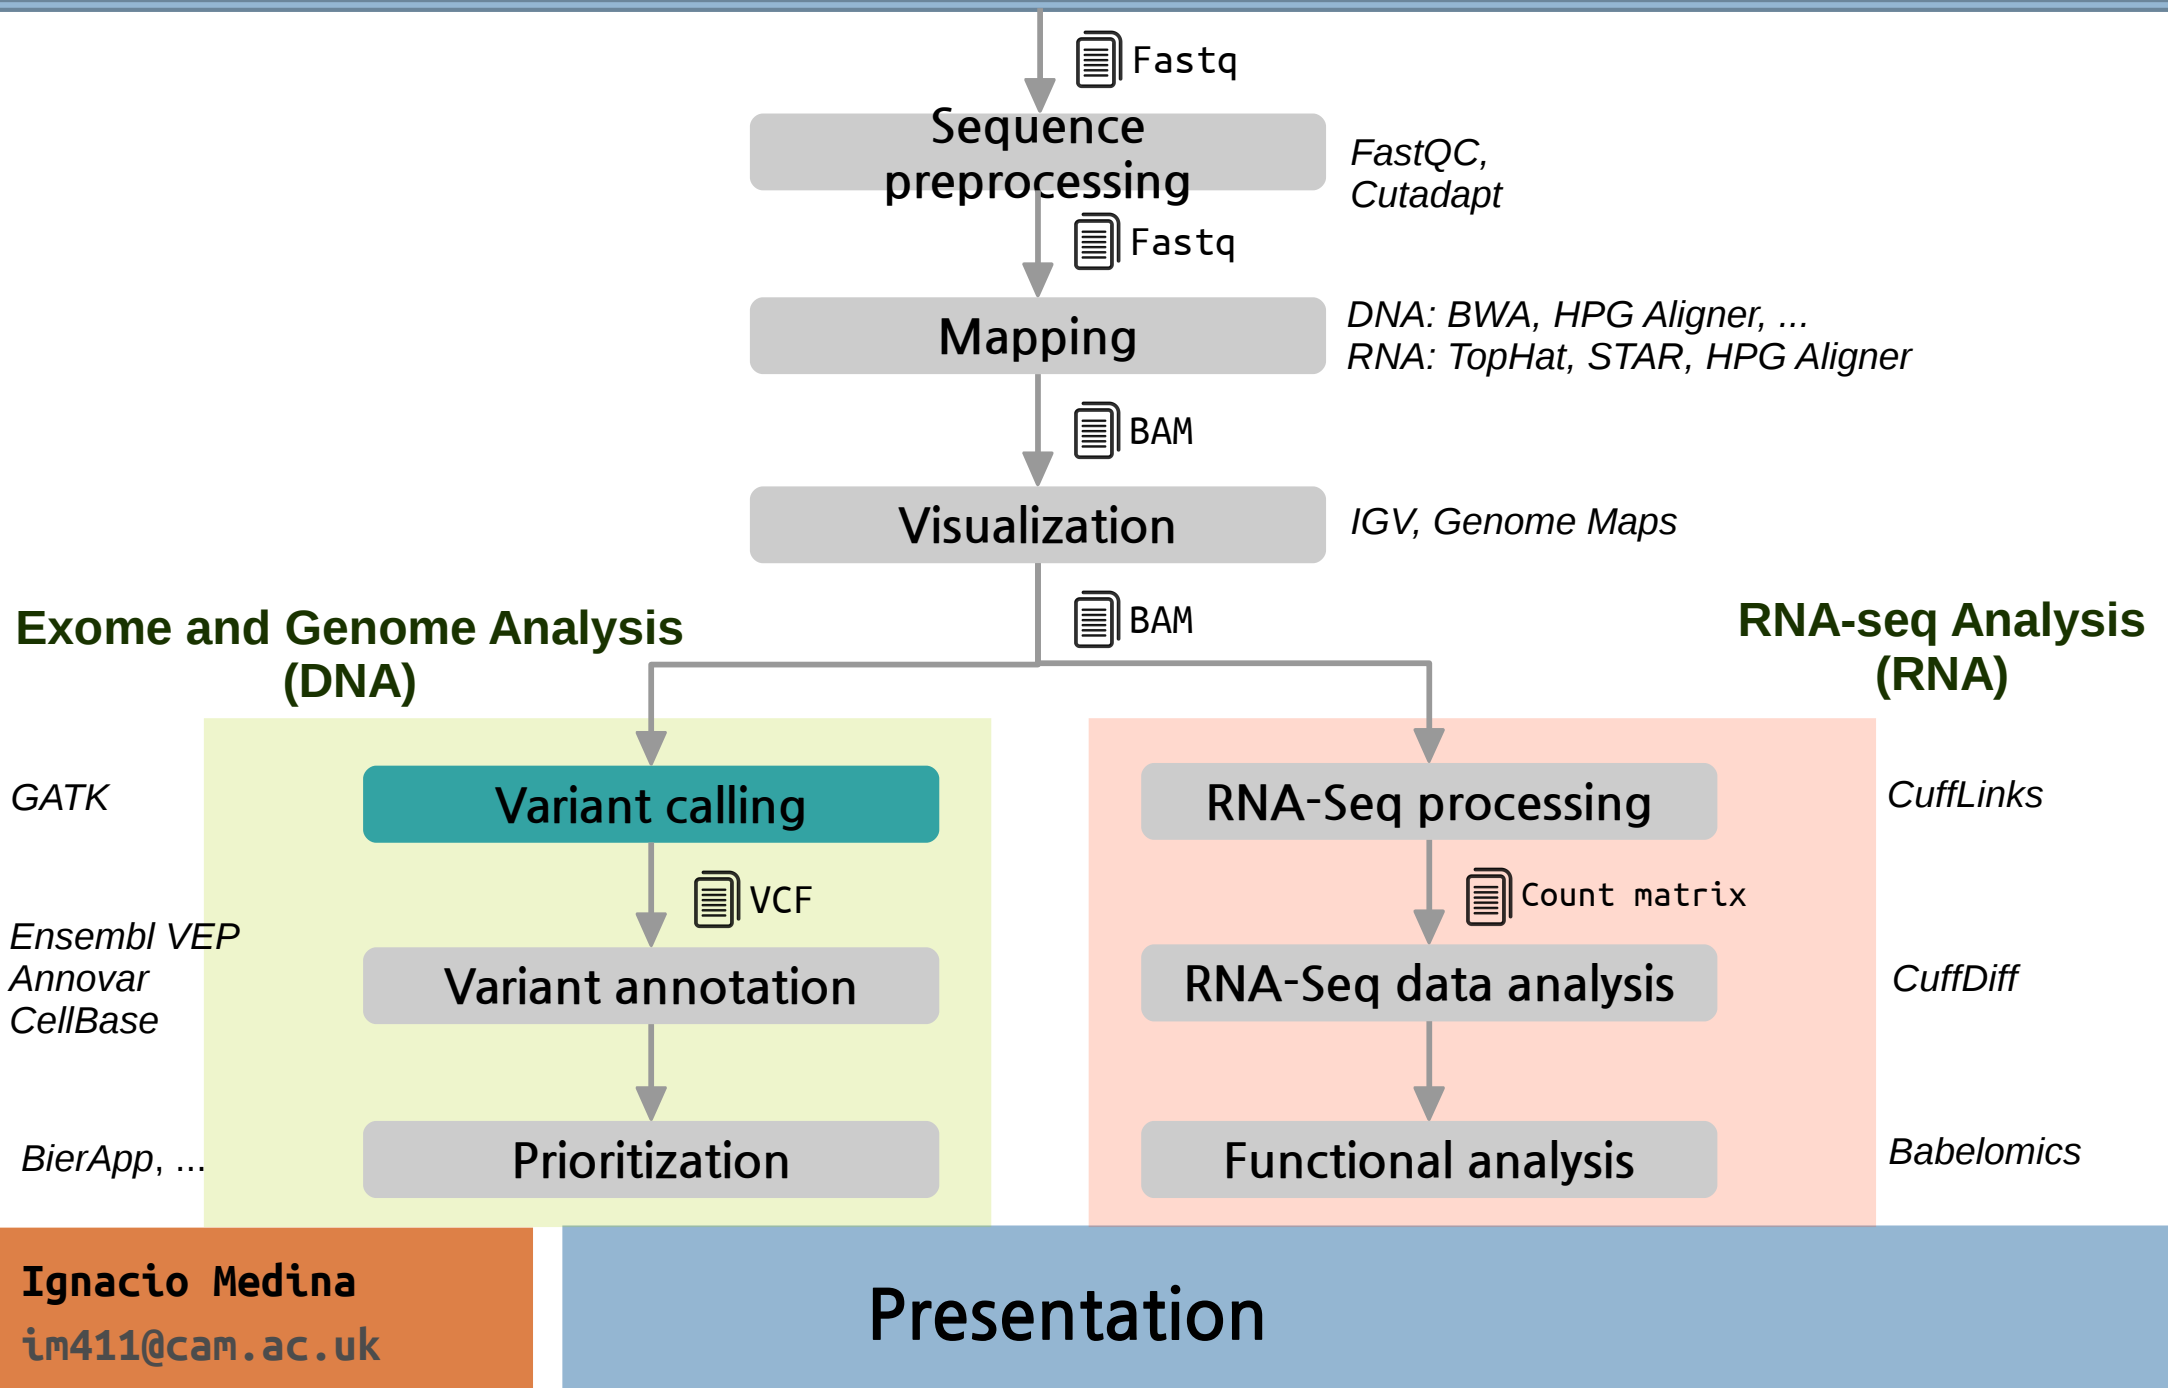 Fastq
Sequence
preprocessing
FastQC,
Cutadapt
Fastq
Mapping
DNA: BWA, HPG Aligner, ...
RNA: TopHat, STAR, HPG Aligner
BAM
Visualization
IGV, Genome Maps
BAM
Exome and Genome Analysis
(DNA)
RNA-seq Analysis
(RNA)
GATK
Variant calling
VCF
Ensembl VEP
Annovar
CellBase
Variant annotation
BierApp, ...
Prioritization
RNA-Seq processing
CuffLinks
Count matrix
RNA-Seq data analysis
CuffDiff
Functional analysis
Babelomics
Ignacio Medina
im411@cam.ac.uk
Presentation